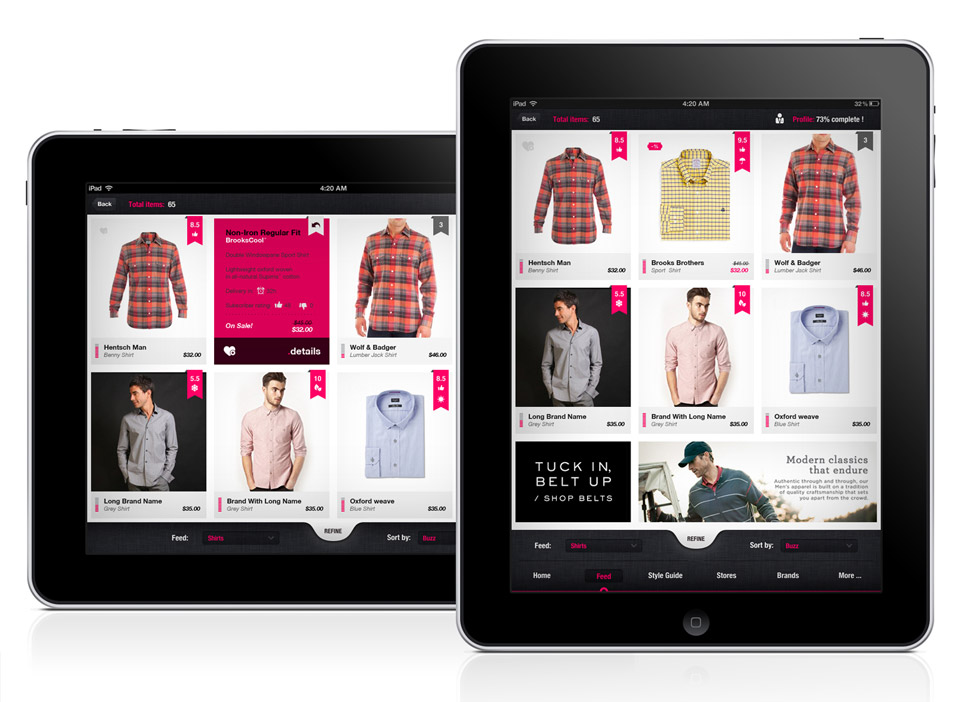 iPad
4:20 AM
Back
Total items: 65
8.5
Hentsch Man
Benny Shirt
$32.00
Non-Iron Regular Fit
BrooksCool
Double Windowpane Sport Shirt
Delivery in
On Sale!
$32.00
.details
3
Wolf & Badger
Lumber Jack Shirt
$46.00
5.5
Long Brand Name
Grey Shirt
$35.00
10
Brand With Long Name
Grey Shirt
$35.00
8.5
Oxford weave
Blue Shirt
$35.00
Feed:
Shirts
REFINE
Sort by:
Buzz
iPad
4:20 AM
32%
Back
Total items: 65
Profile: 73% complete !
8.5
Hentsch Man
Benny Shirt
$32.00
-%
9.5
Brooks Brothers
Sport Shirt
$32.00
3
Wolf & Badger
Lumber Jack Shirt
$46.00
5.5
Long Brand Name
Grey Shirt
$35.00
10
Brand With Long Name
Grey Shirt
$35.00
8.5
Oxford weave
Blue Shirt
$35.00
TUCK IN,
BELT UP
/ SHOP BELTS
Modern classics
that endure
Authentic through and through, our
Men's apparel is built on a tradition
of quality craftsmanship that sets
you apart from the crowd.
Feed:
Shirts
REFINE
Sort by:
Buzz
Home
Feed
Style Guide
Stores
Brands
More ...